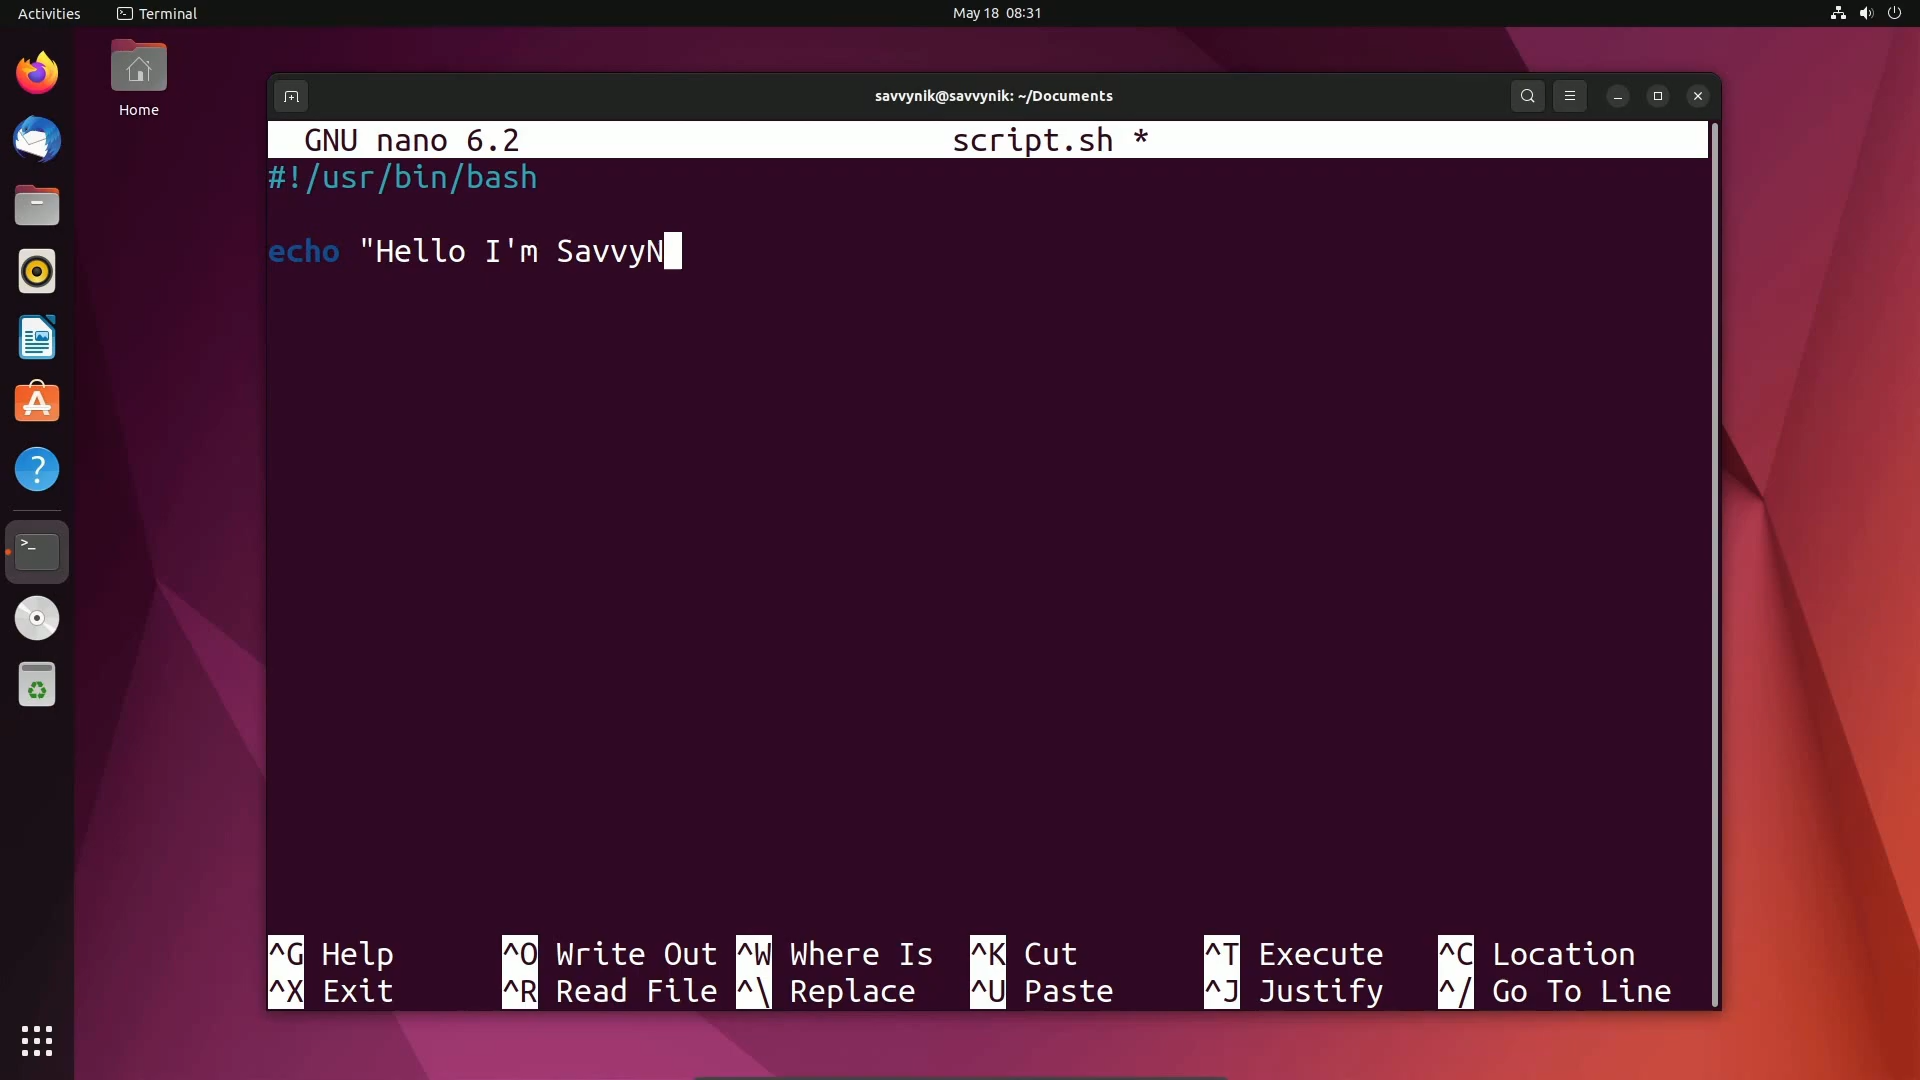 Activities Terminal May 18 08:31
Home
savvynik@savvynik: ~/Documents
GNU nano 6.2 script.sh *
#!/usr/bin/bash
echo "Hello I'm SavvyN
^G Help ^O Write Out ^W Where Is ^K Cut ^T Execute ^C Location
^X Exit ^R Read File ^\ Replace ^U Paste ^J Justify ^/ Go To Line